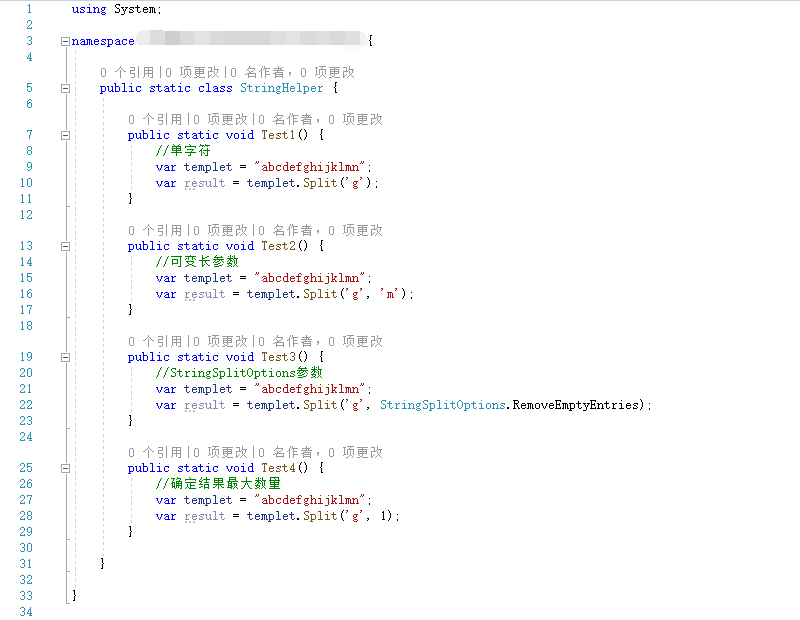 1 using System;
2
3 namespace {
4
0 个引用|0 项更改|0 名作者，0 项更改
5 public static class StringHelper {
6
0 个引用|0 项更改|0 名作者，0 项更改
7 public static void Test1() {
8 //单字符
9 var templet = "abcdefghijklmn";
10 var result = templet.Split('g');
11 }
12
0 个引用|0 项更改|0 名作者，0 项更改
13 public static void Test2() {
14 //可变长参数
15 var templet = "abcdefghijklmn";
16 var result = templet.Split('g', 'm');
17 }
18
0 个引用|0 项更改|0 名作者，0 项更改
19 public static void Test3() {
20 //StringSplitOptions参数
21 var templet = "abcdefghijklmn";
22 var result = templet.Split('g', StringSplitOptions.RemoveEmptyEntries);
23 }
24
0 个引用|0 项更改|0 名作者，0 项更改
25 public static void Test4() {
26 //确定结果最大数量
27 var templet = "abcdefghijklmn";
28 var result = templet.Split('g', 1);
29 }
30
31 }
32
33 }
34